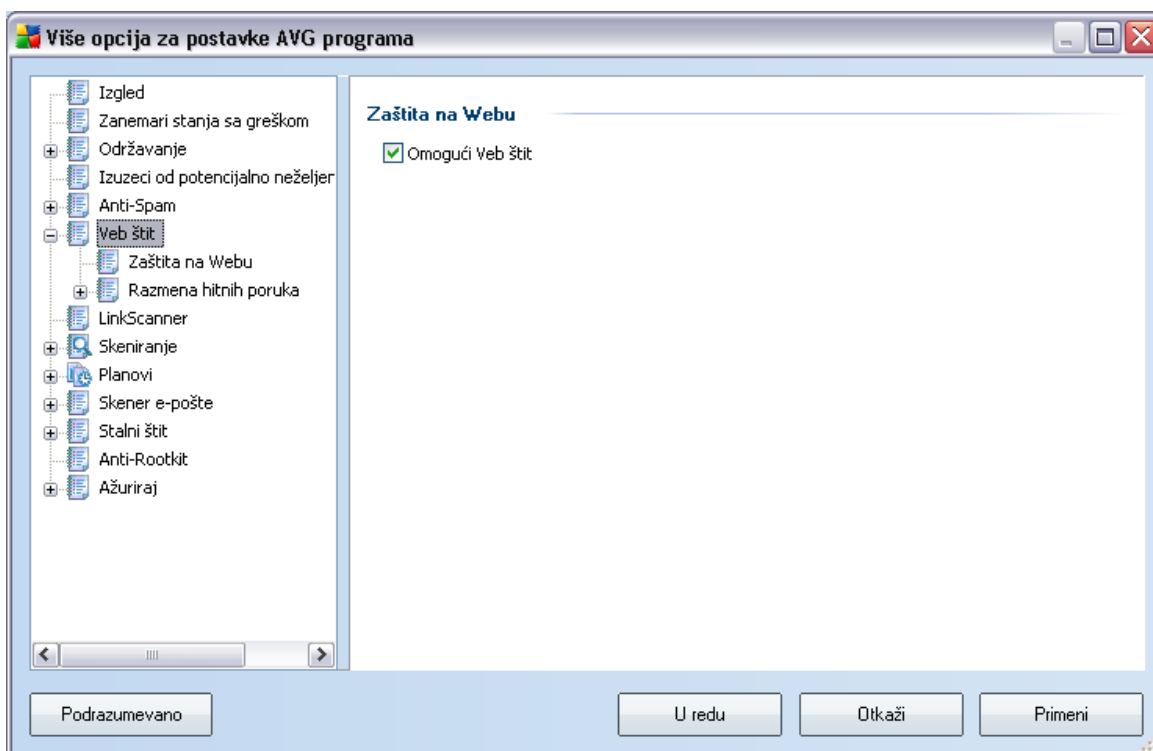 Više opcija za postavke AVG programa
Izgled
Zanemari stanja sa greškom
Održavanje
Izuzeci od potencijalno neželjer
Anti-Spam
Veb štit
Zaštita na Webu
Razmena hitnih poruka
LinkScanner
Skeniranje
Planovi
Skener e-pošte
Stalni štit
Anti-Rootkit
Ažuriraj
Zaštita na Webu
Omogući Veb štit
Podrazumevano
U redu
Otkaži
Primeni